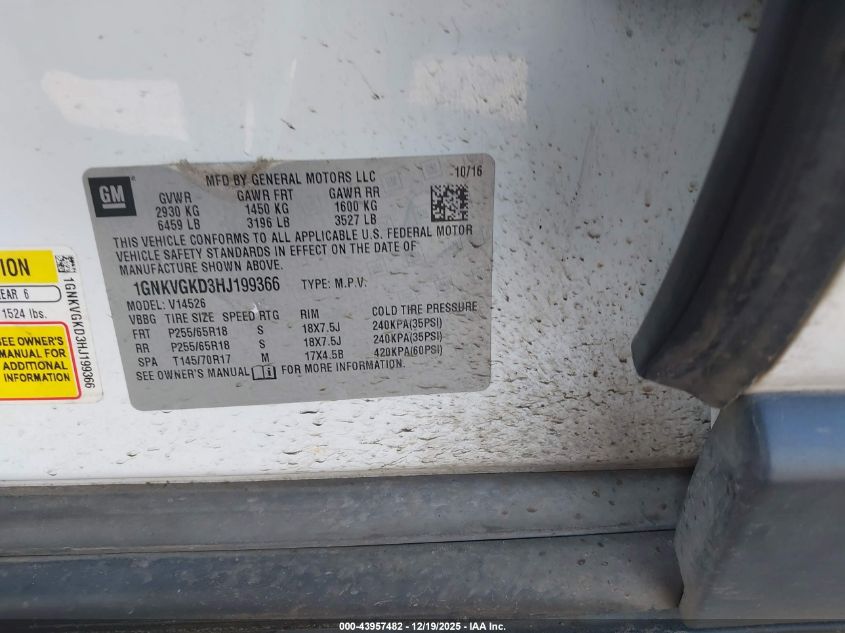 GM
MFD BY GENERAL MOTORS LLC
10/16
GVWR GAWR FRT GAWR RR
2930 KG 1450 KG 1600 KG
6459 LB 3196 LB 3527 LB
THIS VEHICLE CONFORMS TO ALL APPLICABLE U.S. FEDERAL MOTOR
VEHICLE SAFETY STANDARDS IN EFFECT ON THE DATE OF
MANUFACTURE SHOWN ABOVE.
1GNKVGKD3HJ199366 TYPE: M.P.V.
MODEL: V14526
VBBG TIRE SIZE SPEED RTG RIM COLD TIRE PRESSURE
FRT P255/65R18 S 18X7.5J 240KPA(35PSI)
RR P255/65R18 S 18X7.5J 240KPA(35PSI)
SPA T145/70R17 M 17X4.5B 420KPA(60PSI)
SEE OWNER'S MANUAL i FOR MORE INFORMATION.
ION
EAR 6
1524 lbs.
SEE OWNER'S
MANUAL FOR
ADDITIONAL
INFORMATION
1GNKVGKD3HJ199366
000-43957482 - 12/19/2025 - IAA Inc.